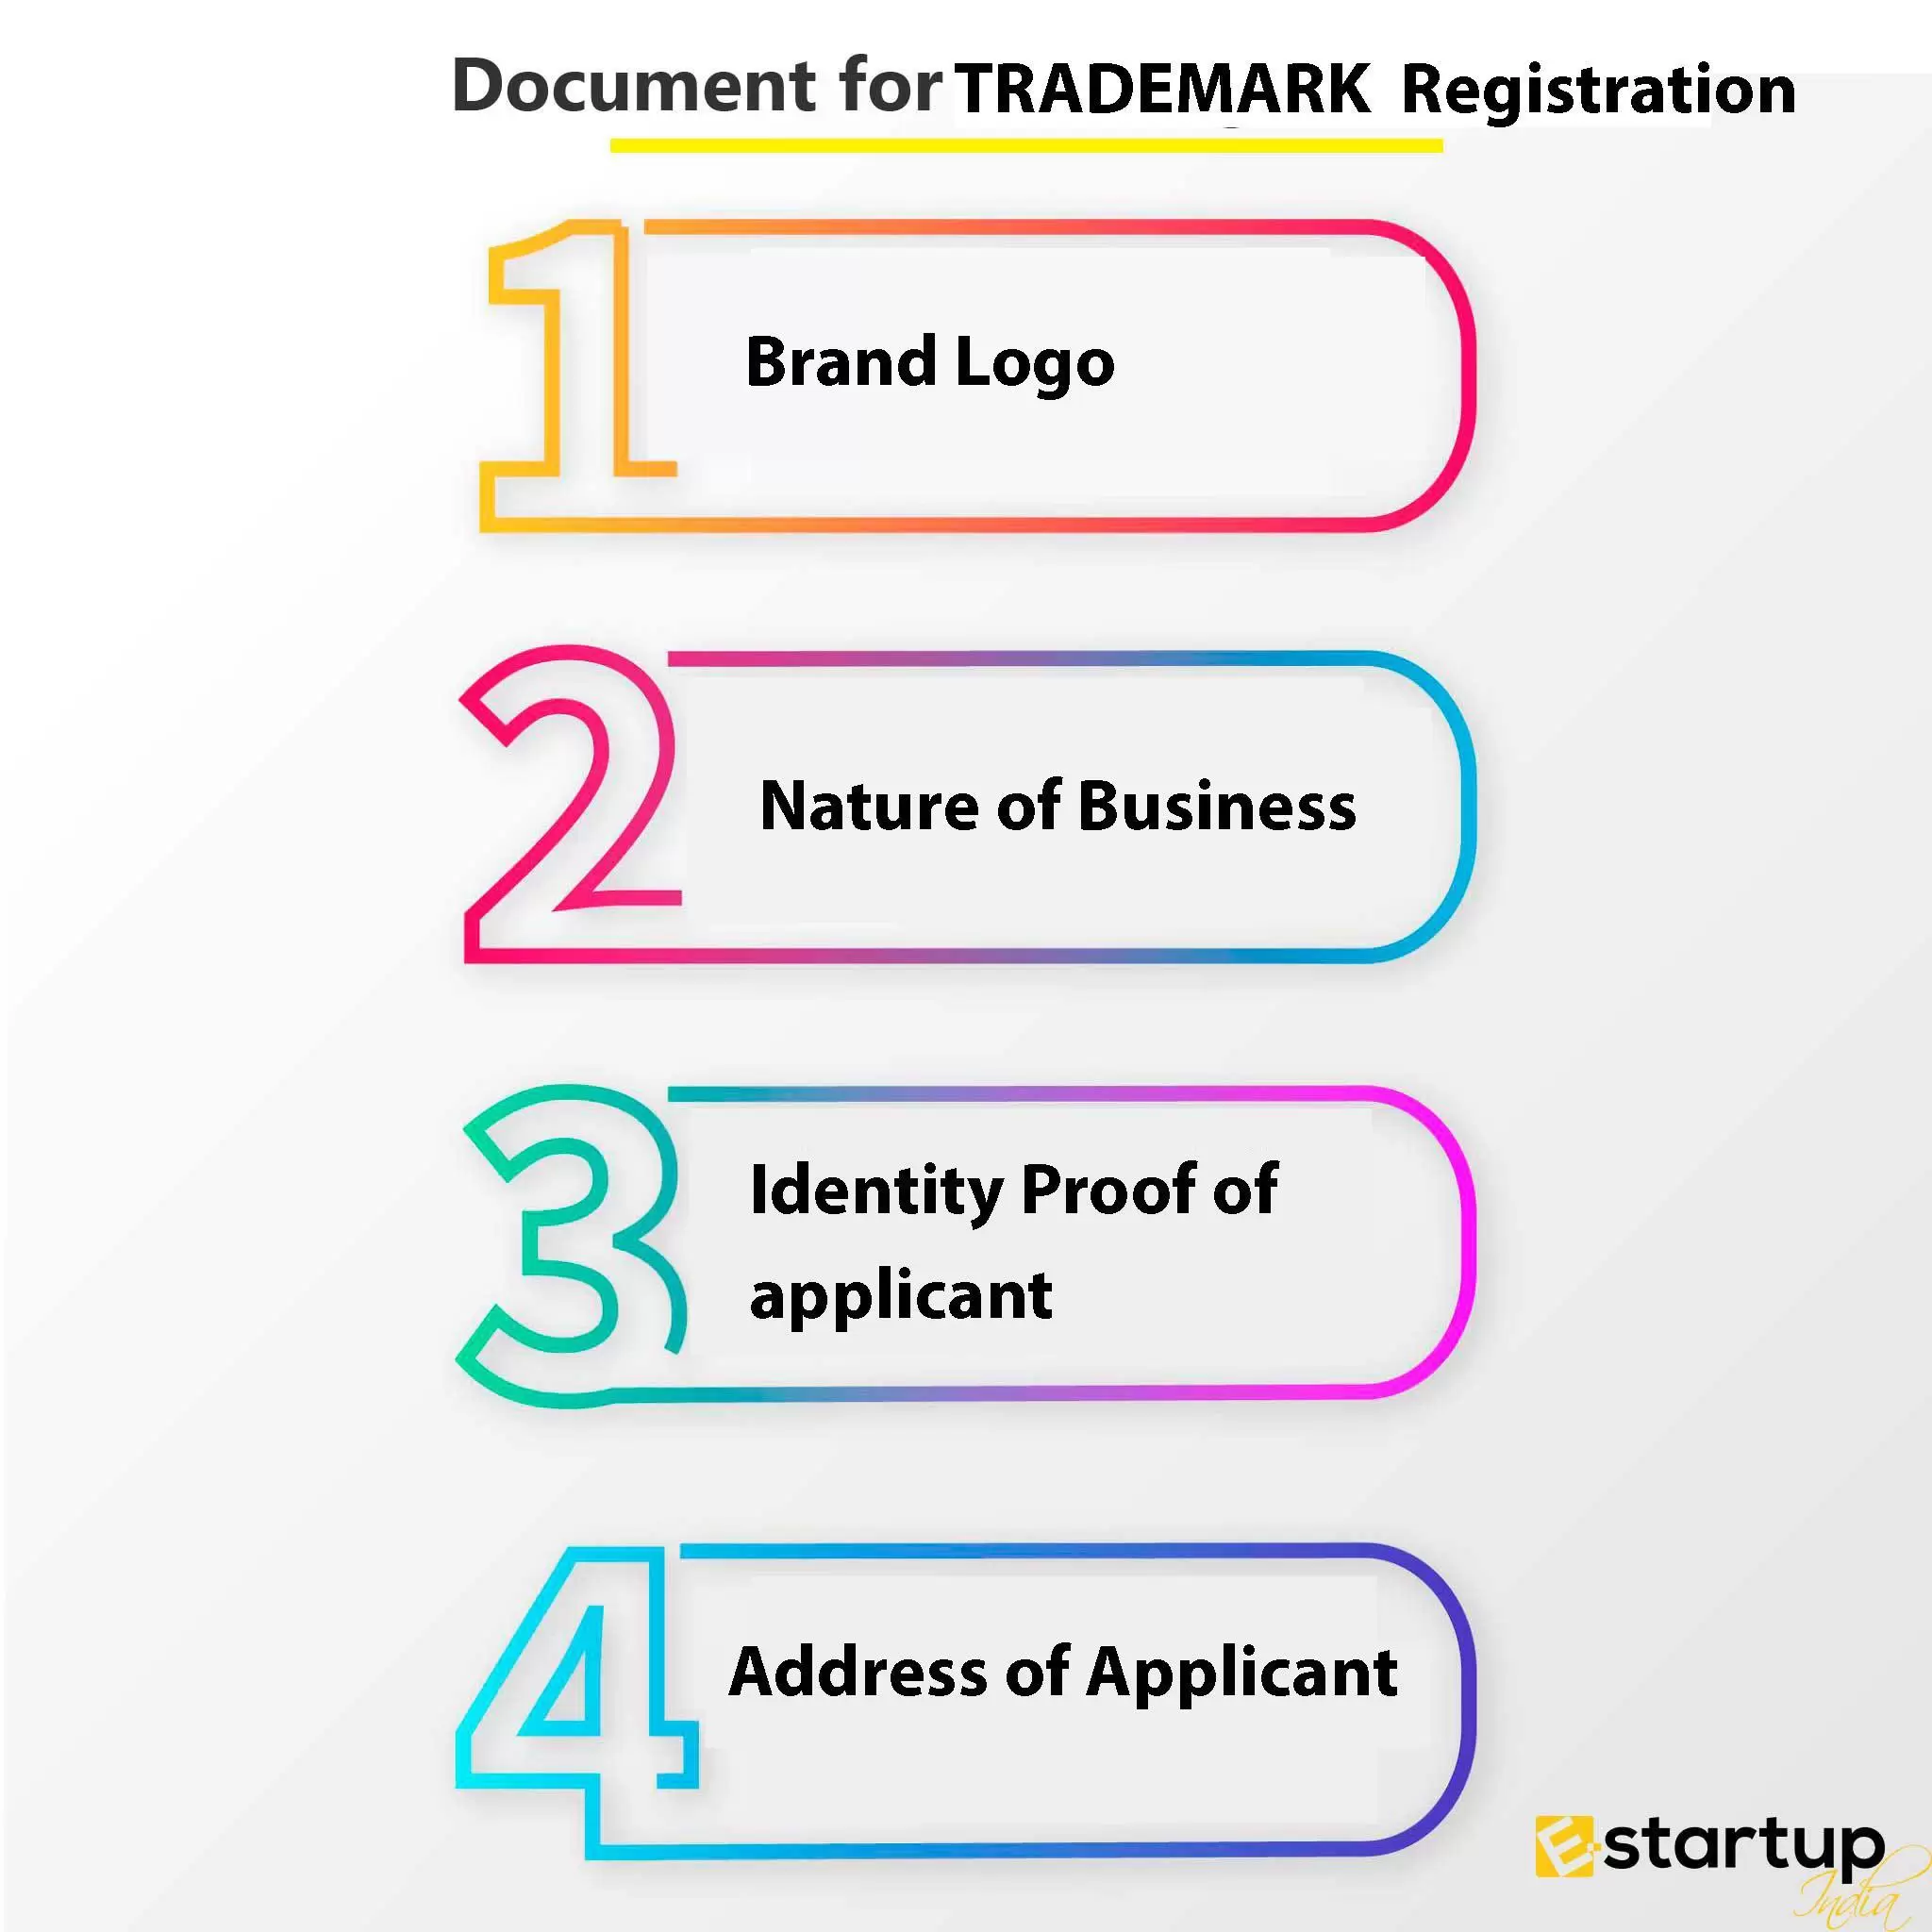 Document for TRADEMARK Registration
1
Brand Logo
2
Nature of Business
3
Identity Proof of
applicant
4
Address of Applicant
E-startup
India